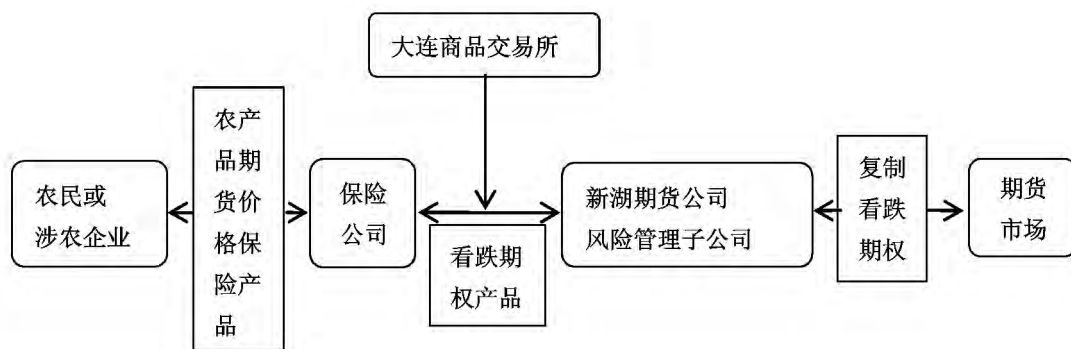 大连商品交易所
农民或
涉农企业
农产
品期
货价
格保
险产
品
保险
公司
看跌期
权产品
新湖期货公司
风险管理子公司
复制
看跌
期权
期货
市场